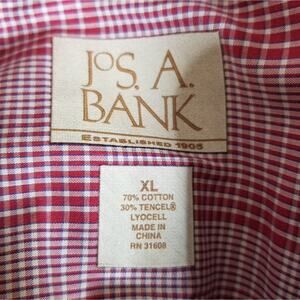 JOS. A.
BANK
ESTABLISHED 1905
XL
70% COTTON
30% TENCEL®
LYOCELL
MADE IN
CHINA
RN 31608